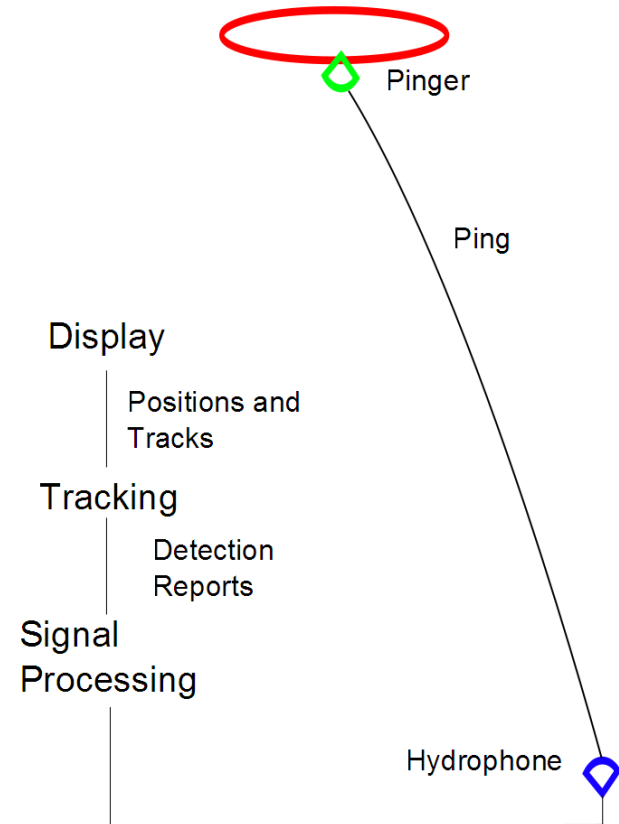 Pinger
Ping
Display
Positions and
Tracks
Tracking
Detection
Reports
Signal
Processing
Hydrophone